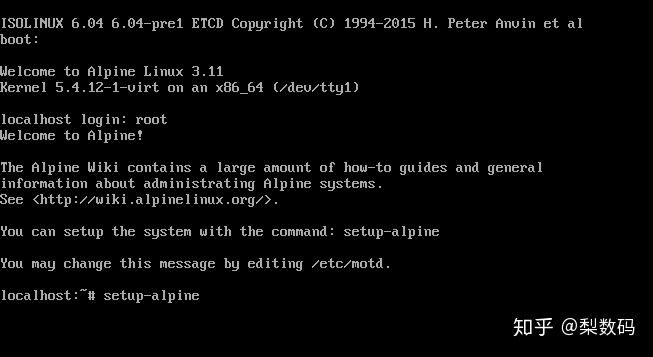 ISOLINUX 6.04 6.04-pre1 ETCD Copyright (C) 1994-2015 H. Peter Anvin et al
boot:
Welcome to Alpine Linux 3.11
Kernel 5.4.12-1-virt on an x86_64 (/dev/tty1)
localhost login: root
Welcome to Alpine!
The Alpine Wiki contains a large amount of how-to guides and general
information about administrating Alpine systems.
See <http://wiki.alpinelinux.org/>.
You can setup the system with the command: setup-alpine
You may change this message by editing /etc/motd.
localhost:~# setup-alpine
知乎 @梨数码